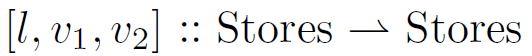 [l, v₁, v₂] :: Stores ⇀ Stores